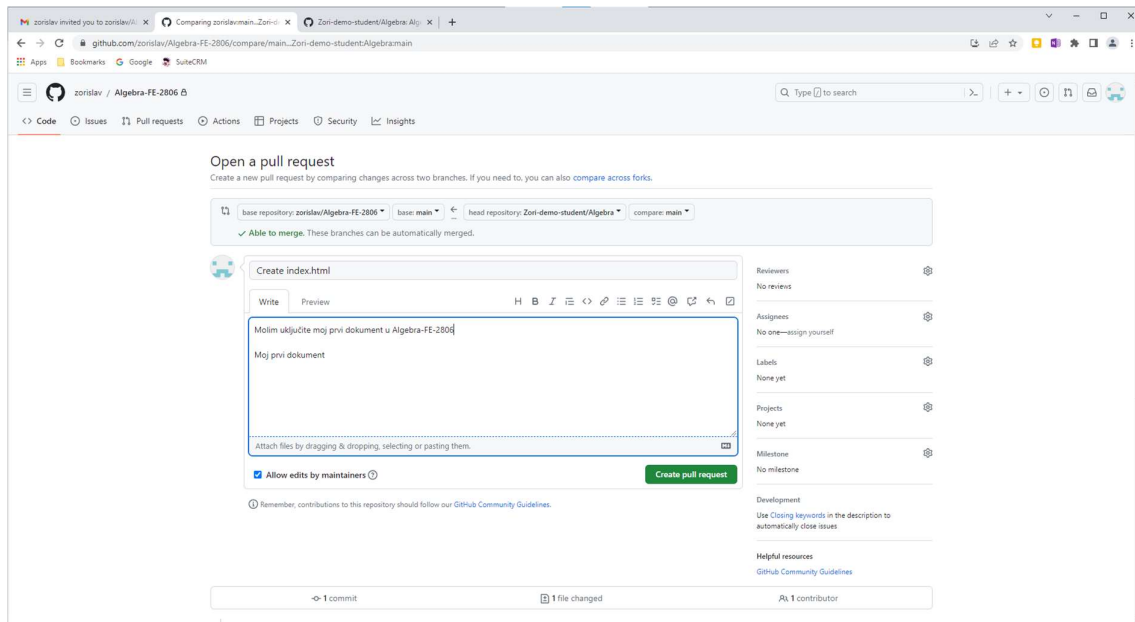 zorislav invited you to zorislav/Al
Comparing zorislav:main...Zori-d
Zori-demo-student/Algebra: Alg
github.com/zorislav/Algebra-FE-2806/compare/main...Zori-demo-student:Algebra:main
Apps Bookmarks Google SuiteCRM
zorislav / Algebra-FE-2806
Type / to search
Code Issues Pull requests Actions Projects Security Insights
Open a pull request
Create a new pull request by comparing changes across two branches. If you need to, you can also compare across forks.
base repository: zorislav/Algebra-FE-2806 base: main head repository: Zori-demo-student/Algebra compare: main
Able to merge. These branches can be automatically merged.
Create index.html
Write Preview
Molim uključite moj prvi dokument u Algebra-FE-2806
Moj prvi dokument
Attach files by dragging & dropping, selecting or pasting them.
Allow edits by maintainers
Create pull request
Remember, contributions to this repository should follow our GitHub Community Guidelines.
Reviewers
No reviews
Assignees
No one—assign yourself
Labels
None yet
Projects
None yet
Milestone
No milestone
Development
Use Closing keywords in the description to
automatically close issues
Helpful resources
GitHub Community Guidelines
1 commit
1 file changed
1 contributor